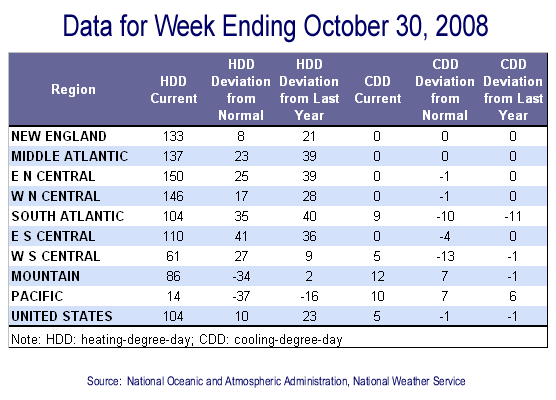 Data for Week Ending October 30, 2008
Region HDD Current HDD Deviation from Normal HDD Deviation from Last Year CDD Current CDD Deviation from Normal CDD Deviation from Last Year
NEW ENGLAND 133 8 21 0 0 0
MIDDLE ATLANTIC 137 23 39 0 0 0
E N CENTRAL 150 25 39 0 -1 0
W N CENTRAL 146 17 28 0 -1 0
SOUTH ATLANTIC 104 35 40 9 -10 -11
E S CENTRAL 110 41 36 0 -4 0
W S CENTRAL 61 27 9 5 -13 -1
MOUNTAIN 86 -34 2 12 7 -1
PACIFIC 14 -37 -16 10 7 6
UNITED STATES 104 10 23 5 -1 -1
Note: HDD: heating-degree-day; CDD: cooling-degree-day
Source: National Oceanic and Atmospheric Administration, National Weather Service